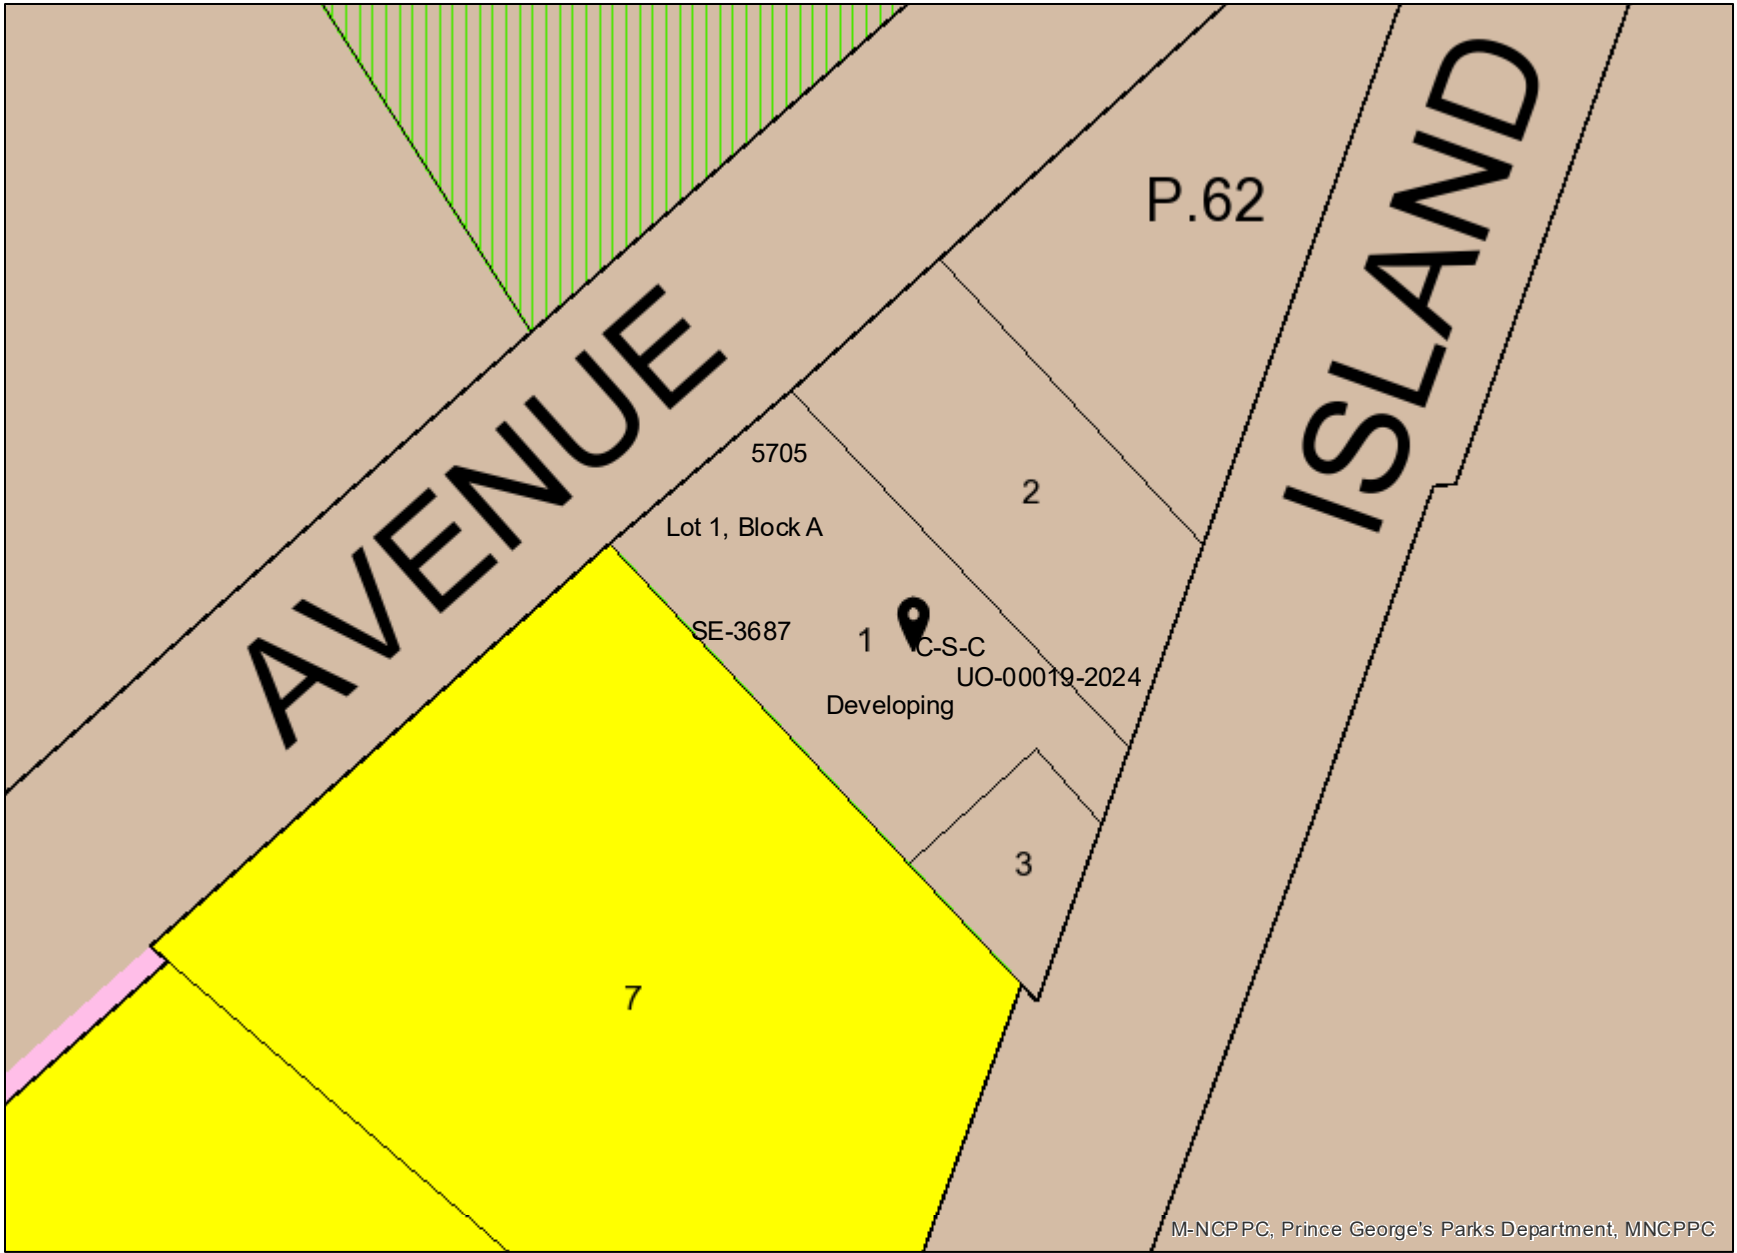 ISLAND
P.62
AVENUE
5705
2
Lot 1, Block A
SE-3687
1
C-S-C
UO-00019-2024
Developing
3
7
M-NCPPC, Prince George's Parks Department, MNCPPC